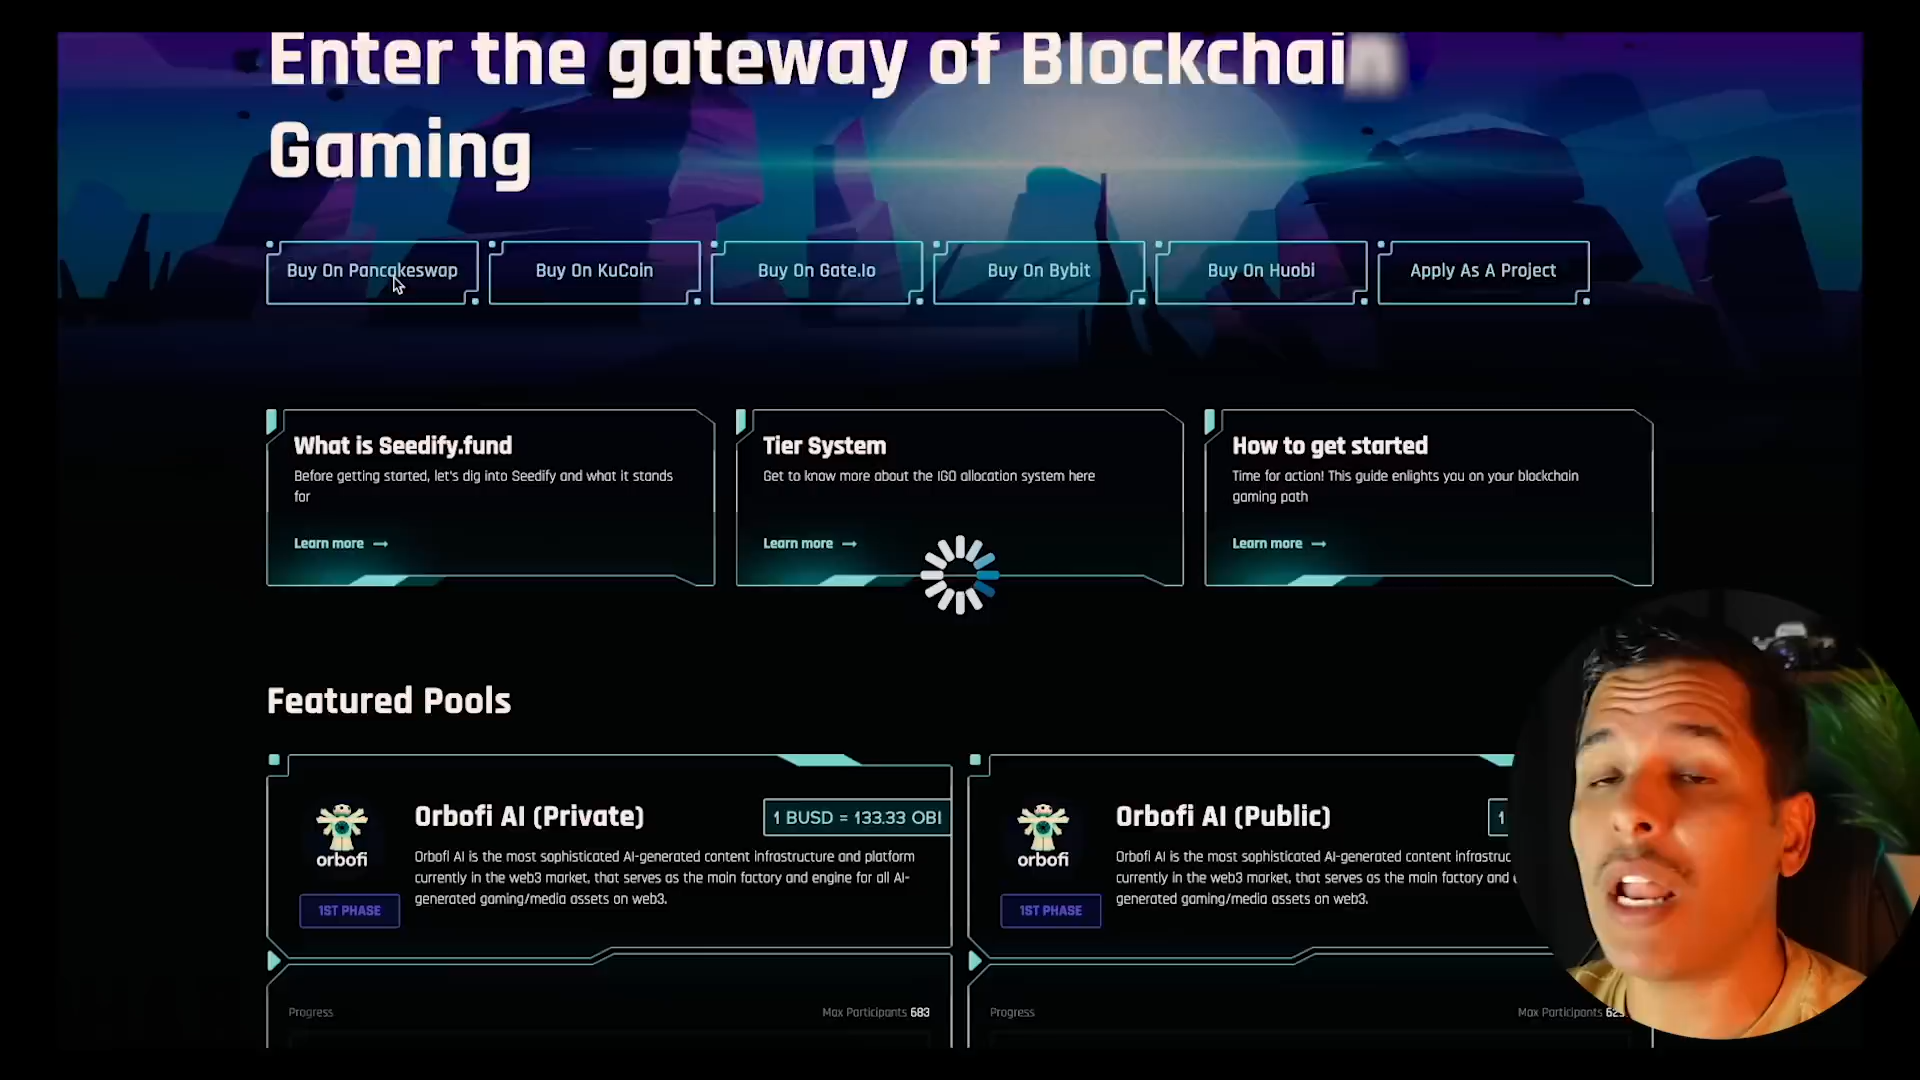 Enter the gateway of Blockchain
Gaming
Buy On Pancakeswap
Buy On KuCoin
Buy On Gate.Io
Buy On Bybit
Buy On Huobi
Apply As A Project
What is Seedify.fund
Before getting started, let's dig into Seedify and what it stands
for
Learn more →
Tier System
Get to know more about the IGO allocation system here
Learn more →
How to get started
Time for action! This guide enlights you on your blockchain
gaming path
Learn more →
Featured Pools
orbofi
1ST PHASE
Orbofi AI (Private)
1 BUSD = 133.33 OBI
Orbofi AI is the most sophisticated AI-generated content infrastructure and platform
currently in the web3 market, that serves as the main factory and engine for all AI-
generated gaming/media assets on web3.
Progress
Max Participants 683
orbofi
1ST PHASE
Orbofi AI (Public)
1
Orbofi AI is the most sophisticated AI-generated content
currently in the web3 market, that serves as the main factory and
generated gaming/media assets on web3.
Progress
Max Participants